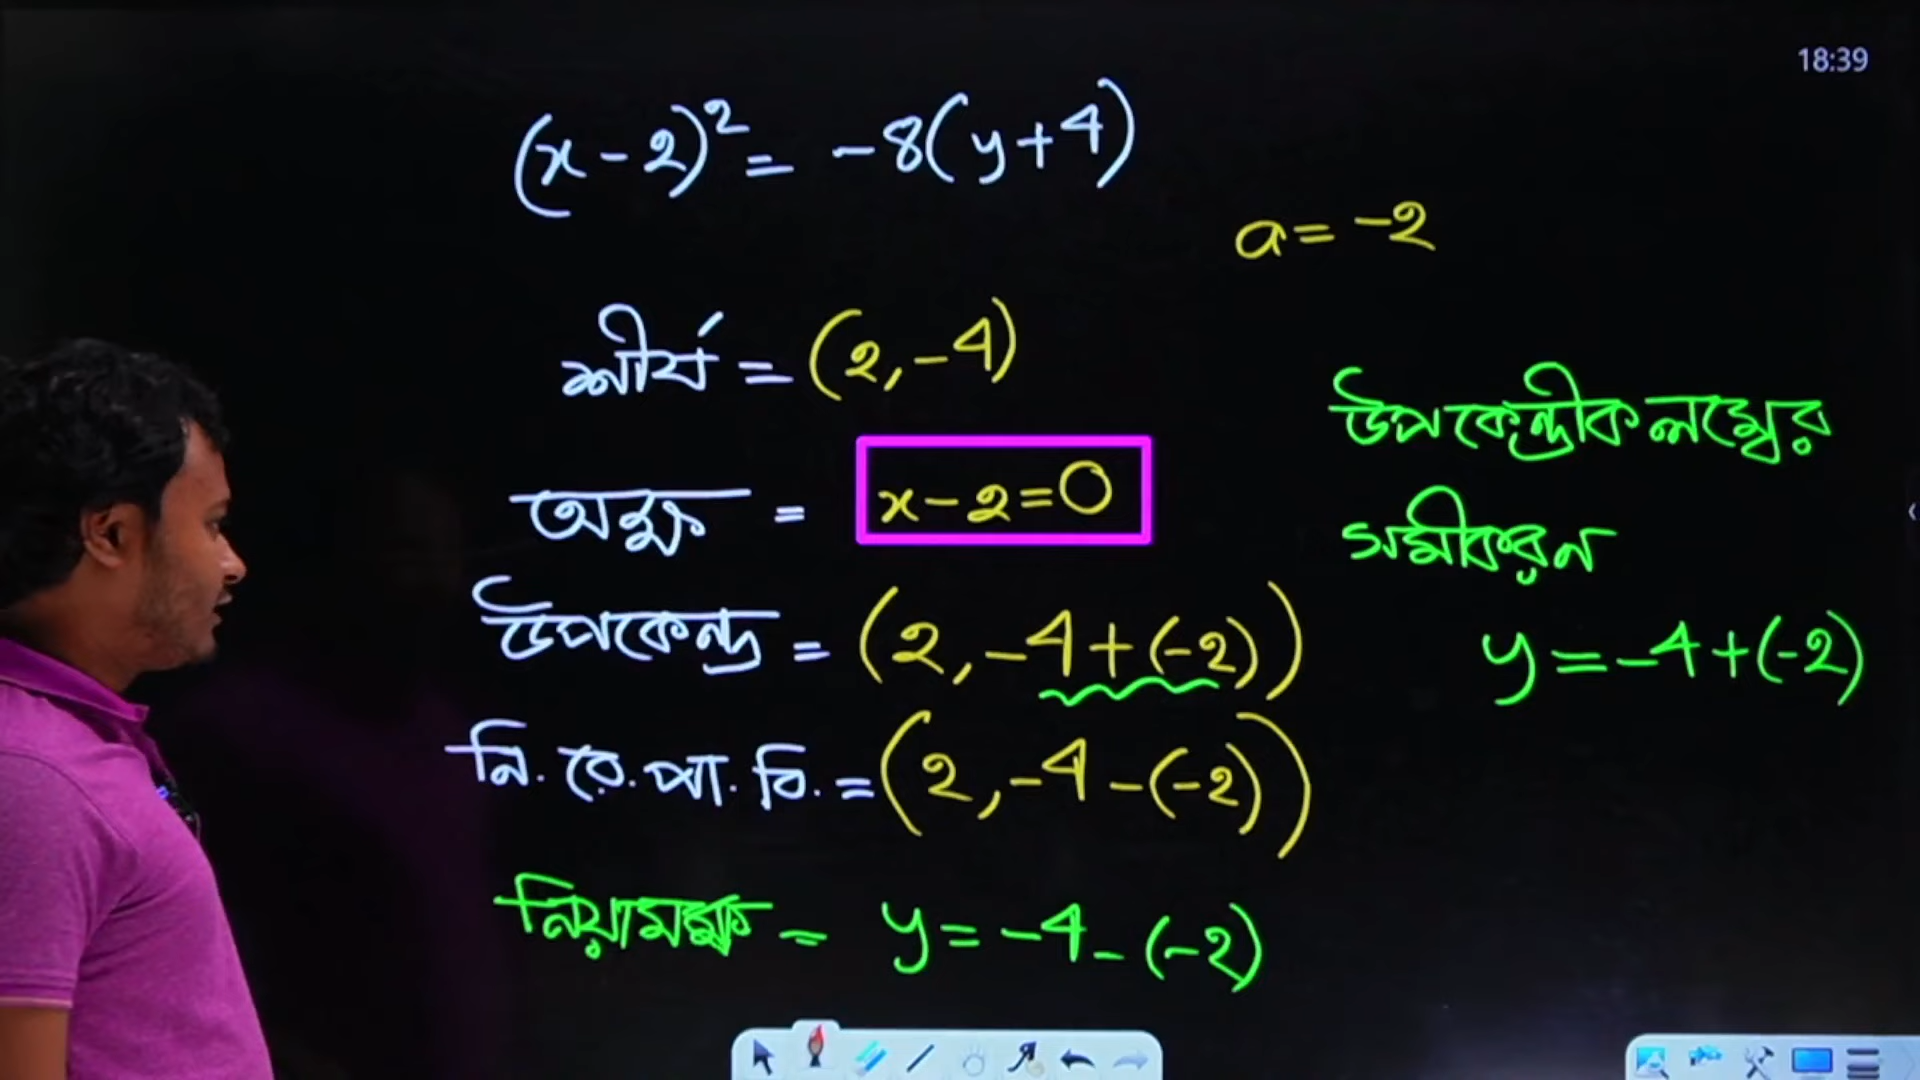 18:39
(x-2)² = -8(y+4)
a = -2
শীর্ষ = (2, -4)
অক্ষ = x-2=0
উপকেন্দ্র = (2, -4+(-2))
নি. রে. পা. বি. = (2, -4-(-2))
নিয়ামক্ষ - y = -4-(-2)
উপকেন্দ্রীক লম্বের
সমীকরন
y = -4+(-2)